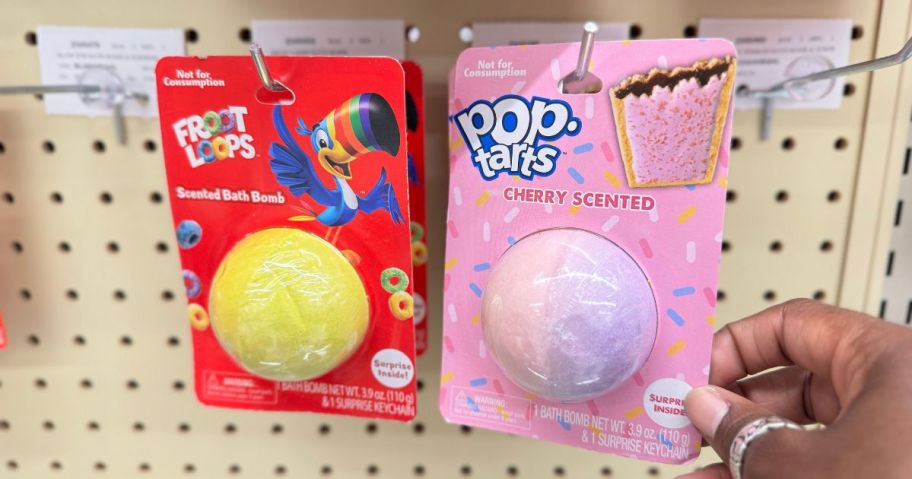 Not for
Consumption
FROOT
LOOPS
Scented Bath Bomb
Surprise
Inside!
WARNING
1 BATH BOMB NET WT. 3.9 oz. (110 g)
& 1 SURPRISE KEYCHAIN
Not for
Consumption
POP•
tarts
CHERRY SCENTED
SURPRI
INSIDE
WARNING
1 BATH BOMB NET WT. 3.9 oz. (110 g)
& 1 SURPRISE KEYCHAIN